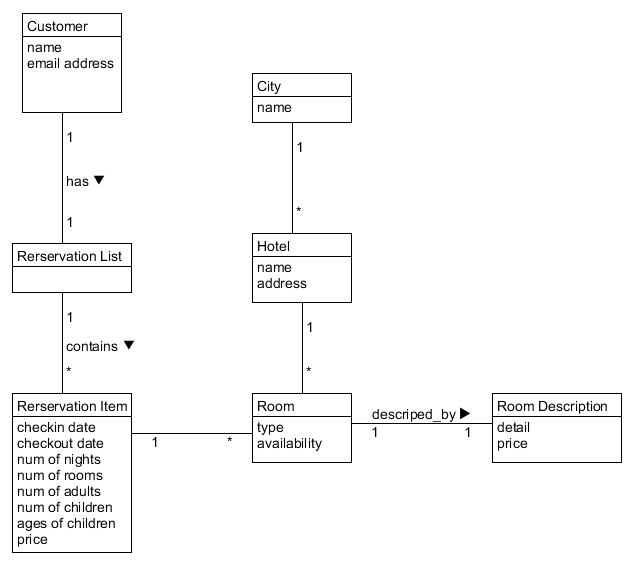 Customer
name
email address
1
has ▼
1
Rerservation List
1
contains ▼
*
Rerservation Item
checkin date
checkout date
num of nights
num of rooms
num of adults
num of children
ages of children
price
1
*
City
name
1
*
Hotel
name
address
1
*
Room
type
availability
descriped_by ▶
1
1
Room Description
detail
price